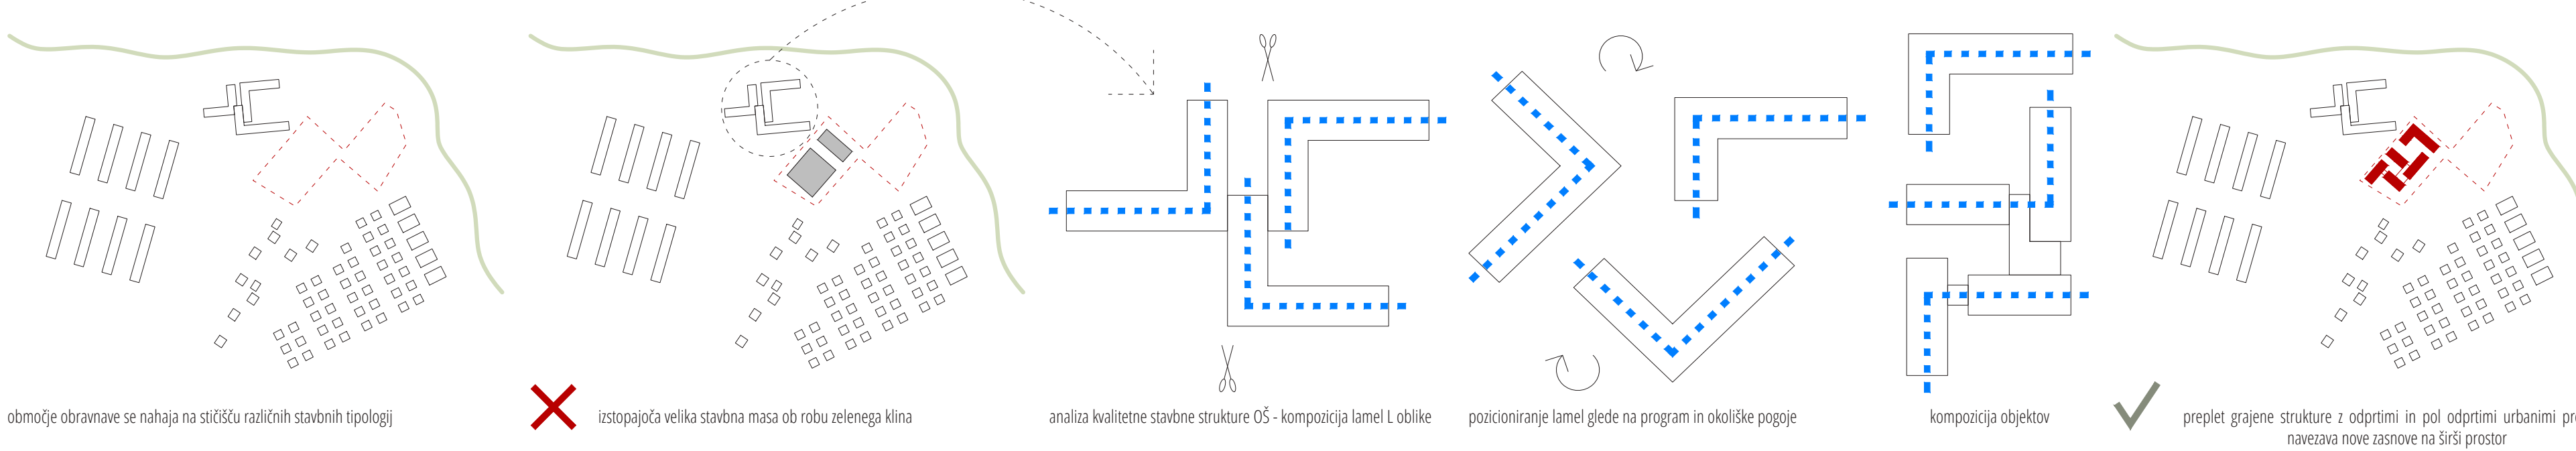 območje obravnave se nahaja na stičišču različnih stavbnih tipologij
izstopajoča velika stavbna masa ob robu zelenega klina
analiza kvalitetne stavbne strukture OŠ - kompozicija lamel L oblike
pozicioniranje lamel glede na program in okoliške pogoje
kompozicija objektov
preplet grajene strukture z odprtimi in pol odprtimi urbanimi
navezava nove zasnove na širši prostor